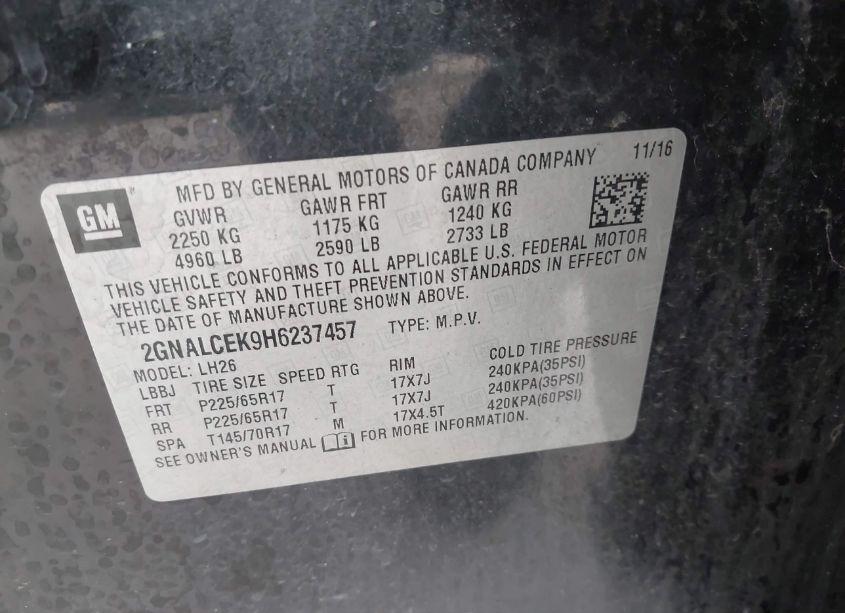 GM
MFD BY GENERAL MOTORS OF CANADA COMPANY 11/16
GVWR GAWR FRT GAWR RR
2250 KG 1175 KG 1240 KG
4960 LB 2590 LB 2733 LB
THIS VEHICLE CONFORMS TO ALL APPLICABLE U.S. FEDERAL MOTOR
VEHICLE SAFETY AND THEFT PREVENTION STANDARDS IN EFFECT ON
THE DATE OF MANUFACTURE SHOWN ABOVE.
2GNALCEK9H6237457 TYPE: M.P.V.
MODEL: LH26
LBBJ TIRE SIZE SPEED RTG RIM COLD TIRE PRESSURE
FRT P225/65R17 T 17X7J 240KPA(35PSI)
RR P225/65R17 T 17X7J 240KPA(35PSI)
SPA T145/70R17 M 17X4.5T 420KPA(60PSI)
SEE OWNER'S MANUAL FOR MORE INFORMATION.